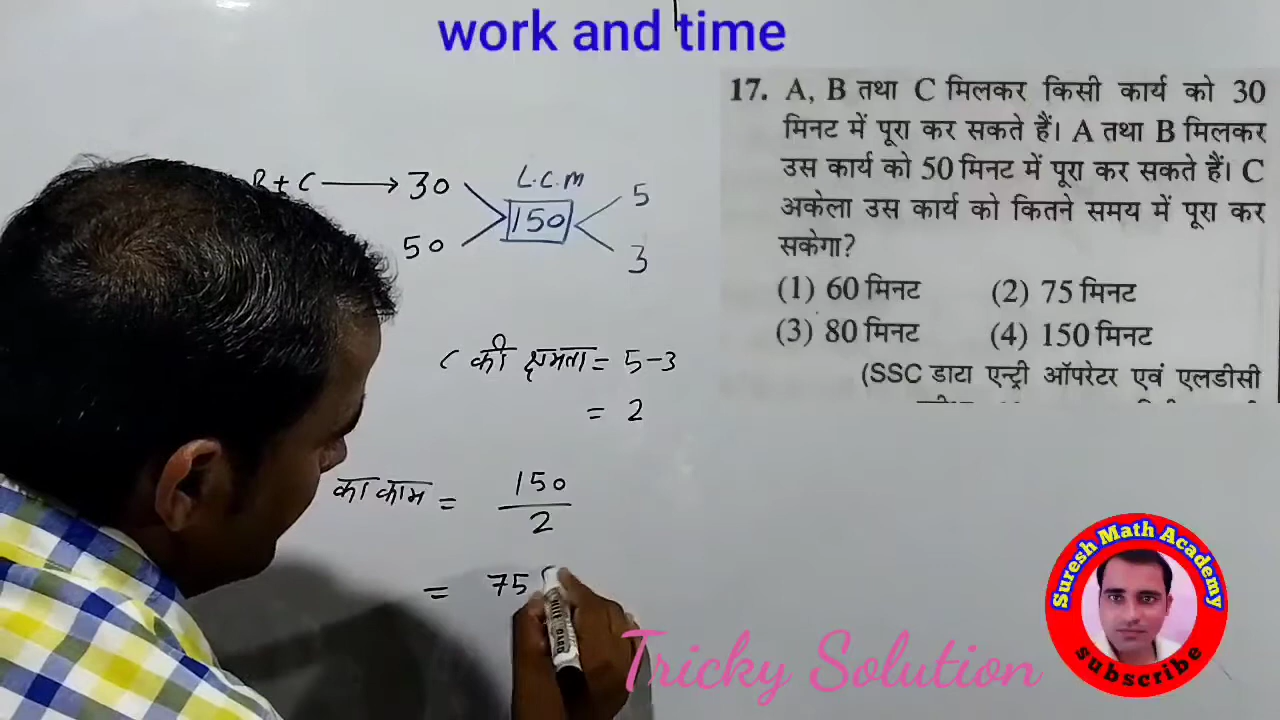 work and time
17. A, B तथा C मिलकर किसी कार्य को 30
मिनट में पूरा कर सकते हैं। A तथा B मिलकर
उस कार्य को 50 मिनट में पूरा कर सकते हैं। C
अकेला उस कार्य को कितने समय में पूरा कर
सकेगा?
(1) 60 मिनट (2) 75 मिनट
(3) 80 मिनट (4) 150 मिनट
(SSC डाटा एन्ट्री ऑपरेटर एवं एलडीसी
B + C → 30
L.C.M
150
5
50
3
C की क्षमता = 5 - 3
= 2
का काम = 150
2
= 75
Suresh Math Academy
subscribe
Tricky Solution